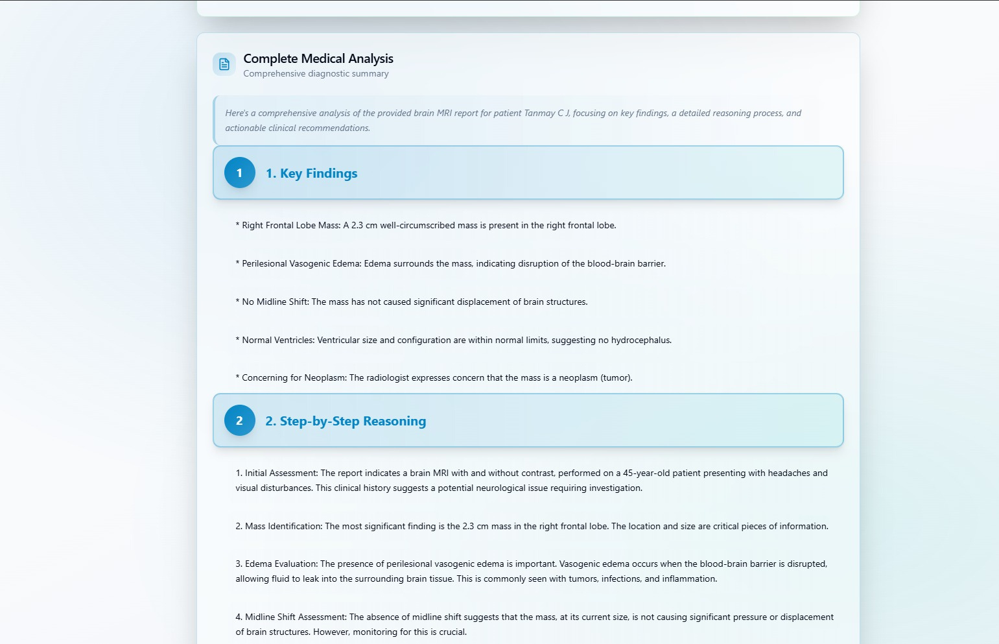 Complete Medical Analysis
Comprehensive diagnostic summary
Here's a comprehensive analysis of the provided brain MRI report for patient Tanmay C J, focusing on key findings, a detailed reasoning process, and
actionable clinical recommendations.
1
1. Key Findings
* Right Frontal Lobe Mass: A 2.3 cm well-circumscribed mass is present in the right frontal lobe.
* Perilesional Vasogenic Edema: Edema surrounds the mass, indicating disruption of the blood-brain barrier.
* No Midline Shift: The mass has not caused significant displacement of brain structures.
* Normal Ventricles: Ventricular size and configuration are within normal limits, suggesting no hydrocephalus.
* Concerning for Neoplasm: The radiologist expresses concern that the mass is a neoplasm (tumor).
2
2. Step-by-Step Reasoning
1. Initial Assessment: The report indicates a brain MRI with and without contrast, performed on a 45-year-old patient presenting with headaches and
visual disturbances. This clinical history suggests a potential neurological issue requiring investigation.
2. Mass Identification: The most significant finding is the 2.3 cm mass in the right frontal lobe. The location and size are critical pieces of information.
3. Edema Evaluation: The presence of perilesional vasogenic edema is important. Vasogenic edema occurs when the blood-brain barrier is disrupted,
allowing fluid to leak into the surrounding brain tissue. This is commonly seen with tumors, infections, and inflammation.
4. Midline Shift Assessment: The absence of midline shift suggests that the mass, at its current size, is not causing significant pressure or displacement
of brain structures. However, monitoring for this is crucial.